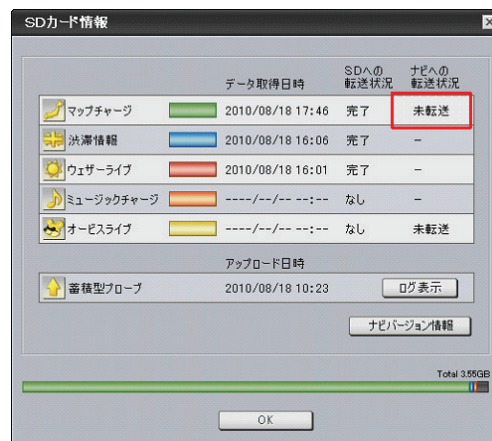 SDカード情報
データ取得日時 SDへの転送状況 ナビへの転送状況
マップチャージ 2010/08/18 17:46 完了 未転送
渋滞情報 2010/08/18 16:06 完了 –
ウェザーライブ 2010/08/18 16:01 完了 –
ミュージックチャージ ----/--/-- --:-- なし –
オービスライブ ----/--/-- --:-- なし 未転送
アップロード日時
蓄積型プローブ 2010/08/18 10:23 ログ表示
ナビバージョン情報
Total 3.55GB
OK